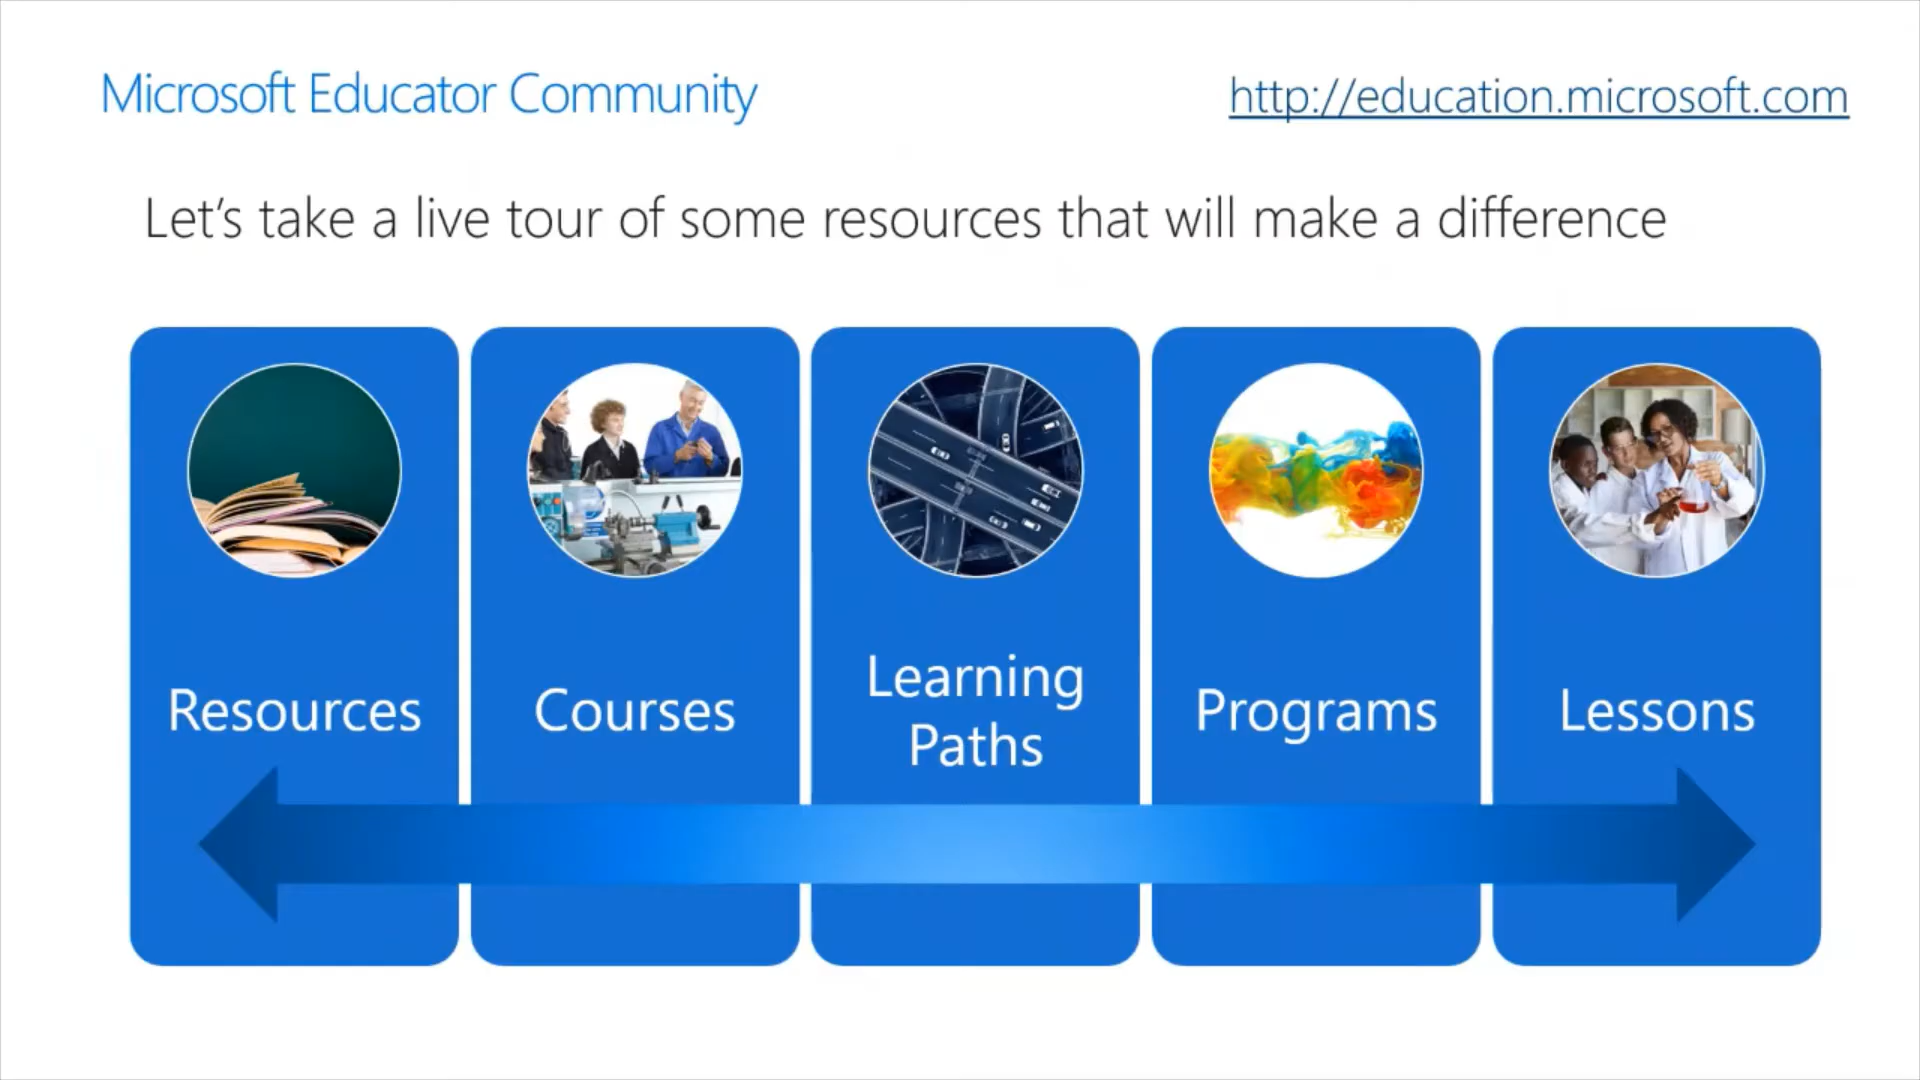 Microsoft Educator Community
http://education.microsoft.com
Let's take a live tour of some resources that will make a difference
Resources
Courses
Learning
Paths
Programs
Lessons